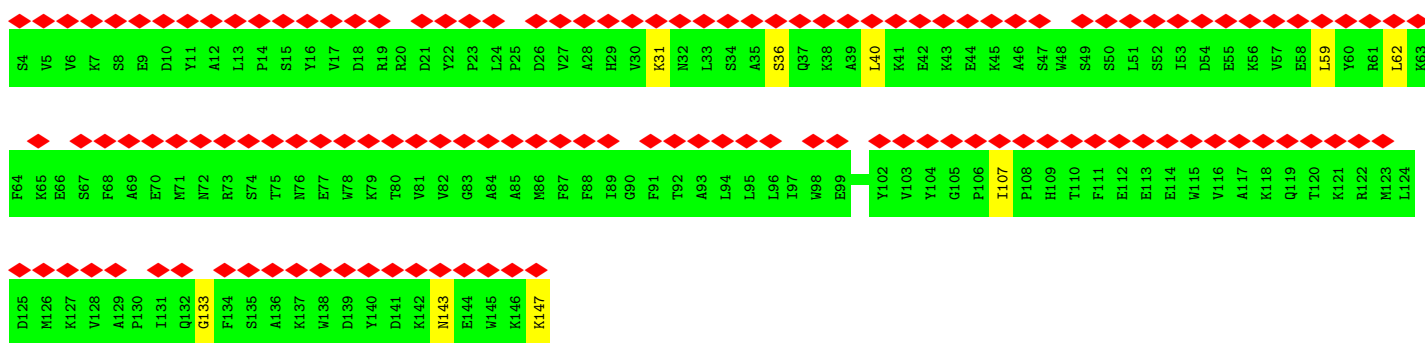 S4 V5 V6 K7 S8 E9 D10 Y11 A12 L13 P14 S15 Y16 V17 D18 R19 R20 D21 Y22 P23 L24 P25 D26 V27 A28 H29 V30 K31 N32 L33 S34 A35 S36 Q37 K38 A39 L40 K41 E42 K43 E44 K45 A46 S47 W48 S49 S50 L51 S52 I53 D54 E55 K56 V57 E58 L59 Y60 R61 L62 K63
F64 K65 E66 S67 F68 A69 E70 M71 N72 R73 S74 T75 N76 E77 W78 K79 T80 V81 V82 G83 A84 A85 M86 F87 F88 I89 G90 F91 T92 A93 L94 L95 L96 I97 W98 E99 Y102 V103 Y104 G105 P106 I107 P108 H109 T110 F111 E112 E113 E114 W115 V116 A117 K118 Q119 T120 K121 R122 M123 L124
D125 M126 K127 V128 A129 P130 I131 Q132 G133 F134 S135 A136 K137 W138 D139 Y140 D141 K142 N143 E144 W145 K146 K147